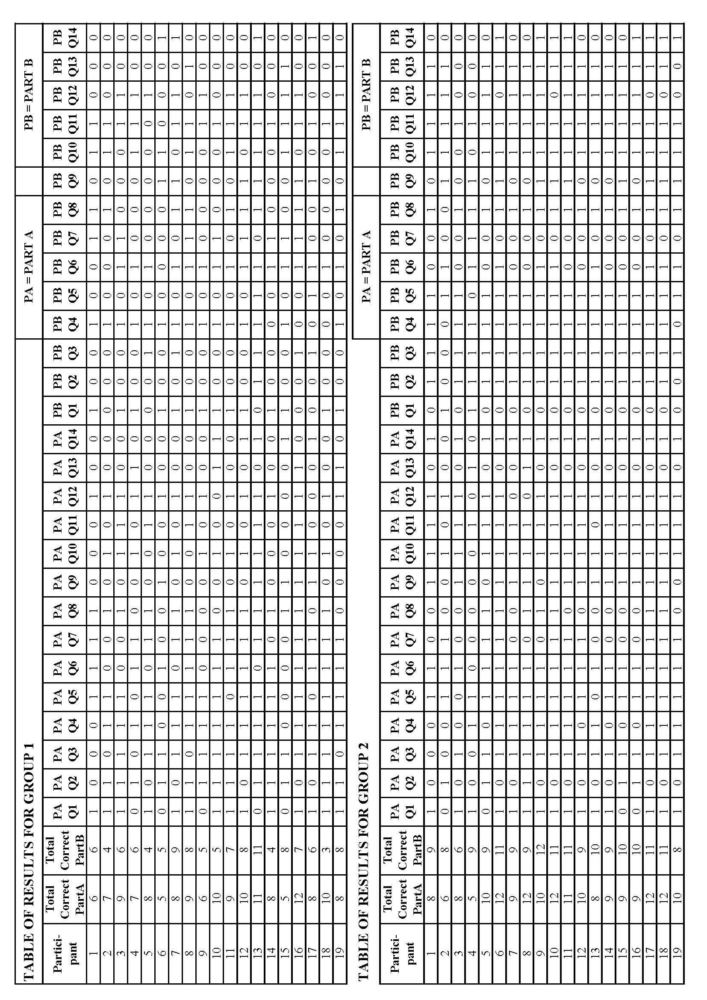 TABLE OF RESULTS FOR GROUP 1 PA = PART A PB = PART B
Partici- Total Total PA PA PA PA PA PA PA PA PA PA PA PA PA PA PB PB PB PB PB PB PB PB PB PB PB PB PB PB
pant Correct Correct Q1 Q2 Q3 Q4 Q5 Q6 Q7 Q8 Q9 Q10 Q11 Q12 Q13 Q14 Q1 Q2 Q3 Q4 Q5 Q6 Q7 Q8 Q9 Q10 Q11 Q12 Q13 Q14
PartA PartB
1 6 6 1 0 0 0 1 1 1 1 0 0 0 1 0 0 1 0 0 1 0 0 1 1 0 1 1 0 0 0
2 7 4 1 1 0 1 1 0 0 1 0 1 0 1 0 0 0 0 0 1 0 0 0 1 0 1 1 0 0 0
3 9 6 1 1 1 1 1 0 0 1 0 1 1 1 0 0 1 0 0 1 0 1 1 0 0 0 1 1 0 0
4 7 6 0 1 0 1 0 1 1 0 0 1 0 1 1 0 1 0 0 1 0 1 0 0 0 1 1 1 0 0
5 8 4 1 0 1 1 1 0 1 1 0 0 1 1 0 0 0 0 1 1 0 1 0 0 0 0 0 1 0 0
6 5 5 0 1 1 0 0 1 0 0 1 0 0 1 0 0 1 0 0 1 0 0 0 0 1 1 0 0 0 1
7 8 9 1 0 1 1 1 0 1 1 0 1 0 1 0 0 1 0 1 1 0 1 0 1 1 0 1 1 0 1
8 9 8 1 1 0 1 1 1 1 1 0 0 1 1 0 0 1 0 0 1 0 1 1 1 0 1 1 0 1 0
9 6 5 0 1 1 1 1 0 0 0 0 1 0 1 0 0 1 0 0 1 0 1 0 0 0 0 1 1 0 0
10 10 5 1 1 1 1 1 1 1 0 0 1 0 0 1 1 1 0 0 1 0 1 1 0 0 0 1 0 0 0
11 9 7 1 1 1 1 0 1 1 1 0 1 0 1 0 0 1 0 0 1 0 1 0 1 0 1 1 1 0 0
12 10 8 1 0 1 1 1 1 1 1 0 1 0 1 0 1 1 0 0 1 0 1 1 1 1 0 1 1 0 0
13 11 11 0 1 1 1 1 0 1 1 1 1 1 1 0 1 0 1 1 1 1 1 0 1 1 1 1 1 0 1
14 8 4 1 1 1 1 1 1 0 1 0 0 0 1 0 0 1 0 0 0 0 1 1 0 0 0 1 0 0 0
15 5 8 0 1 1 0 0 0 0 1 1 0 0 0 0 1 1 0 0 1 0 1 1 0 0 1 1 1 1 0
16 12 7 1 0 1 1 1 1 1 1 1 1 1 1 1 0 0 0 1 0 0 1 1 1 1 0 1 1 0 0
17 8 6 1 0 1 1 0 1 1 0 1 1 0 0 0 1 0 0 1 0 1 1 0 0 1 0 1 0 0 1
18 10 3 1 1 1 1 1 1 1 1 0 1 0 1 0 0 1 0 0 0 0 1 0 0 0 0 1 0 0 0
19 8 8 1 1 0 1 1 1 1 0 0 0 0 1 1 0 1 0 0 1 0 1 0 1 0 1 1 1 1 0
TABLE OF RESULTS FOR GROUP 2 PA = PART A PB = PART B
Partici- Total Total PA PA PA PA PA PA PA PA PA PA PA PA PA PA PB PB PB PB PB PB PB PB PB PB PB PB PB PB
pant Correct Correct Q1 Q2 Q3 Q4 Q5 Q6 Q7 Q8 Q9 Q10 Q11 Q12 Q13 Q14 Q1 Q2 Q3 Q4 Q5 Q6 Q7 Q8 Q9 Q10 Q11 Q12 Q13 Q14
PartA PartB
1 8 9 1 0 0 0 1 1 0 0 1 1 1 1 0 1 0 1 1 1 1 0 0 1 0 1 1 1 1 0
2 6 8 0 1 0 0 1 1 1 0 0 1 0 1 0 0 1 0 0 0 1 1 0 0 1 1 1 1 1 0
3 8 6 1 0 1 0 0 1 0 0 1 1 1 1 0 1 0 1 1 1 1 0 0 1 0 0 1 0 0 0
4 5 9 1 0 0 1 1 0 0 0 0 0 1 0 1 0 1 1 1 1 0 1 1 1 1 0 1 0 0 0
5 10 9 0 1 1 0 1 1 1 1 0 1 1 1 0 1 0 1 1 1 1 0 0 1 0 1 1 1 1 0
6 12 11 1 0 1 1 1 1 1 1 1 1 1 1 0 1 0 1 1 1 1 1 0 1 1 1 1 0 1 1
7 9 9 1 0 1 1 1 1 0 0 1 1 1 0 0 1 0 1 1 1 1 0 0 1 0 1 1 1 1 0
8 12 9 1 1 1 1 1 1 0 1 1 1 1 0 1 1 0 1 1 1 1 0 0 1 0 1 1 1 1 0
9 10 12 1 0 1 1 1 1 0 1 0 1 1 1 0 1 0 1 1 1 1 1 0 1 1 1 1 1 1 1
10 12 11 1 0 1 1 1 1 1 1 1 1 1 1 0 1 0 1 1 1 1 1 0 1 1 1 1 0 1 1
11 11 11 1 0 1 1 1 1 1 0 1 1 1 1 0 1 0 1 1 1 1 0 0 1 1 1 1 1 1 1
12 10 9 1 0 1 0 1 1 1 0 1 1 1 1 0 1 0 1 1 1 1 0 0 1 0 1 1 1 1 0
13 8 10 1 0 1 1 0 1 0 0 1 1 0 1 0 1 0 1 1 1 1 1 0 1 0 1 1 1 1 0
14 9 9 1 0 1 0 1 1 0 0 1 1 1 1 0 1 0 1 1 1 1 0 0 1 0 1 1 1 1 0
15 9 10 0 1 1 0 1 1 0 0 1 1 1 1 0 1 0 1 1 1 1 0 0 1 1 1 1 1 1 0
16 9 10 0 1 1 0 1 1 0 0 1 1 1 1 0 1 0 1 1 1 1 0 0 1 0 1 1 1 1 1
17 12 11 1 0 1 1 1 1 1 1 1 1 1 1 0 1 0 1 1 1 1 1 0 1 1 1 1 0 1 1
18 12 11 1 0 1 1 1 1 1 1 1 1 1 1 0 1 0 1 1 1 1 1 0 1 1 1 1 0 1 1
19 10 8 1 0 1 1 1 1 1 0 0 1 1 1 0 1 0 0 1 0 1 1 0 1 1 1 1 0 0 1